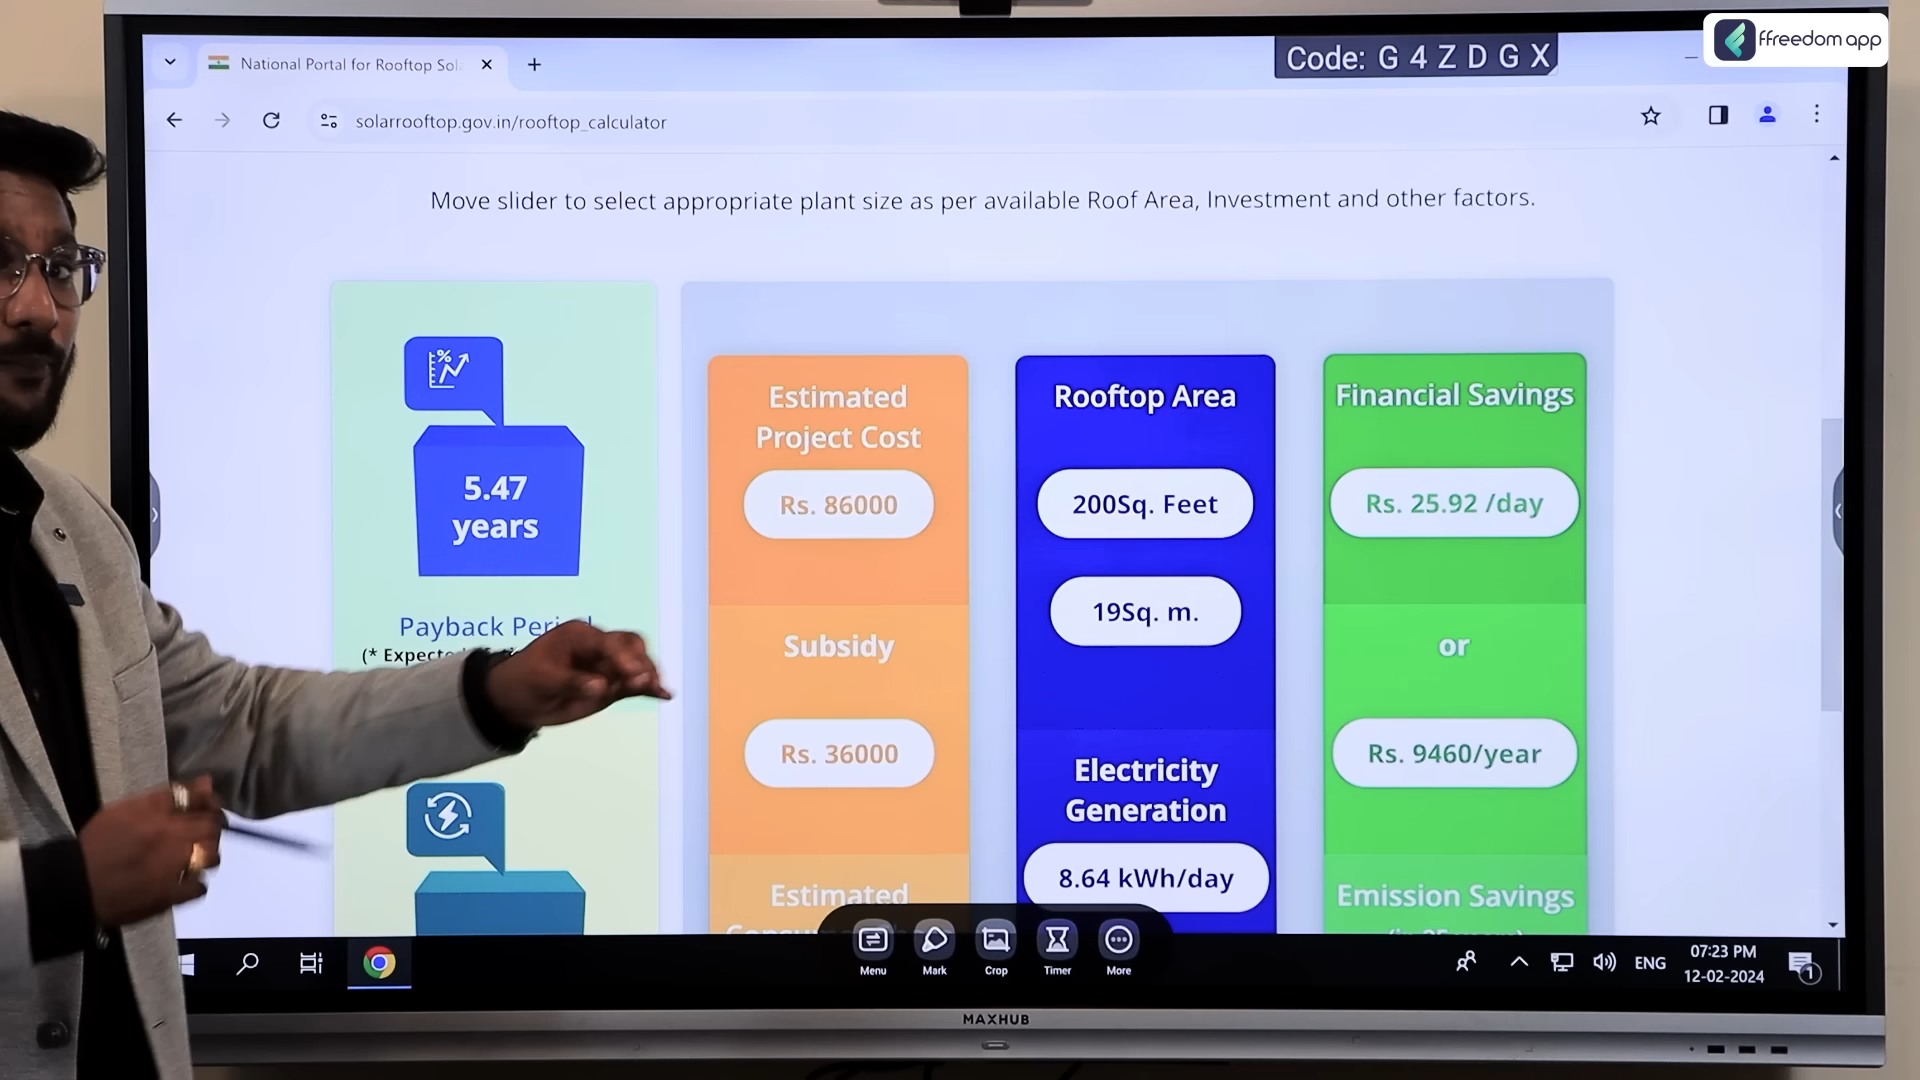 ffreedom app
Code: G 4 Z D G X
National Portal for Rooftop Sol
solarrooftop.gov.in/rooftop_calculator
Move slider to select appropriate plant size as per available Roof Area, Investment and other factors.
%
5.47
years
Payback Period
(* Expected
Estimated
Project Cost
Rs. 86000
Subsidy
Rs. 36000
Estimated
Rooftop Area
200Sq. Feet
19Sq. m.
Electricity
Generation
8.64 kWh/day
Financial Savings
Rs. 25.92 /day
or
Rs. 9460/year
Emission Savings
Menu
Mark
Crop
Timer
More
ENG
07:23 PM
12-02-2024
1
MAXHUB